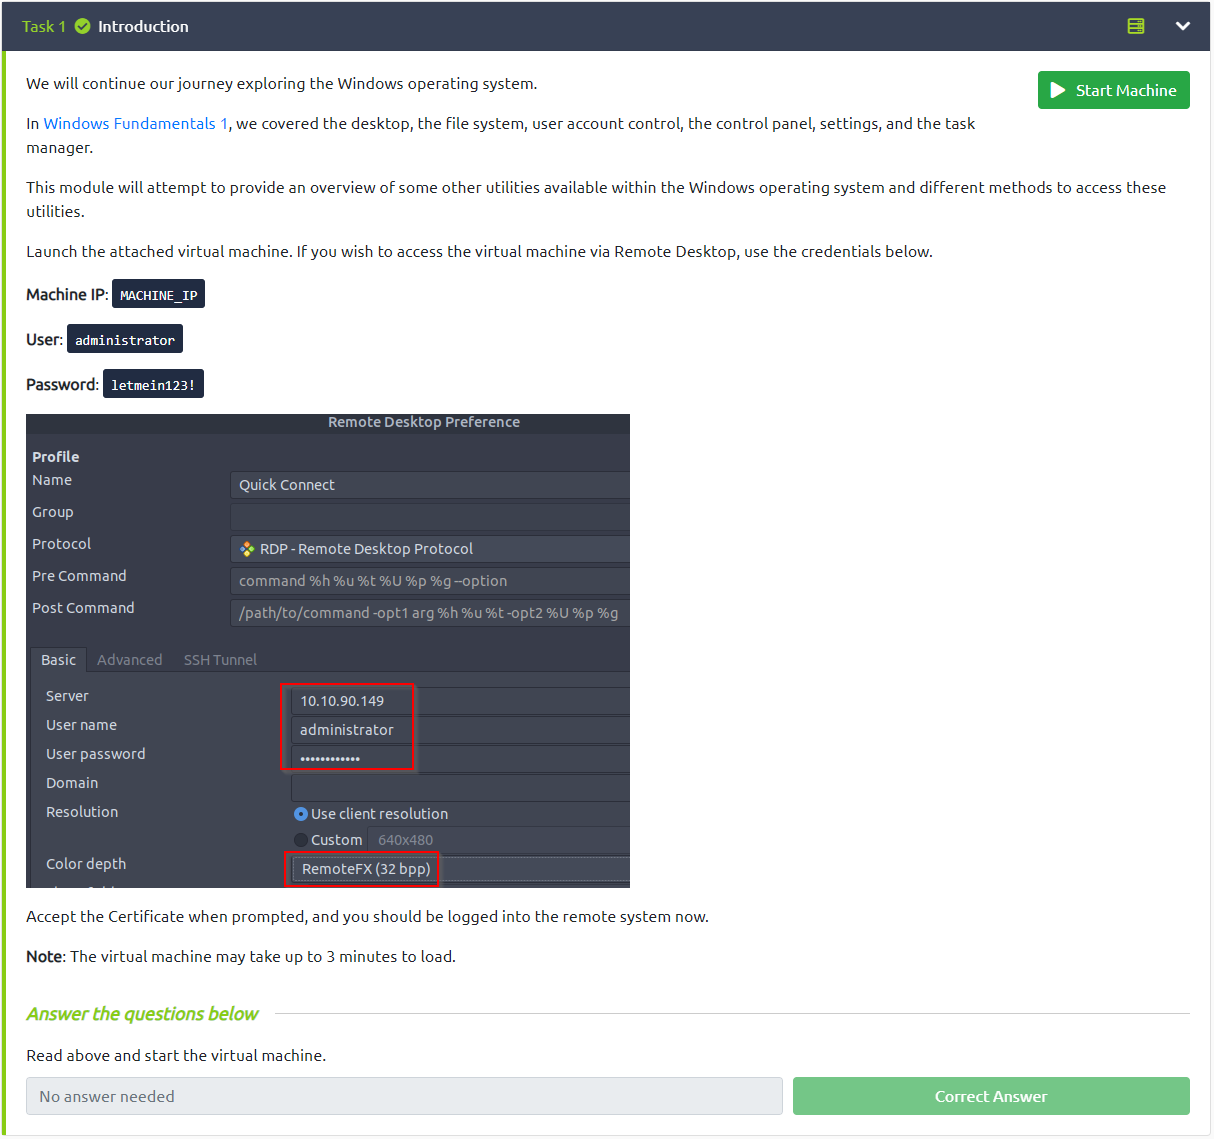 Task 1 Introduction
We will continue our journey exploring the Windows operating system.
Start Machine
In Windows Fundamentals 1, we covered the desktop, the file system, user account control, the control panel, settings, and the task
manager.
This module will attempt to provide an overview of some other utilities available within the Windows operating system and different methods to access these
utilities.
Launch the attached virtual machine. If you wish to access the virtual machine via Remote Desktop, use the credentials below.
Machine IP: MACHINE_IP
User: administrator
Password: letmein123!
Remote Desktop Preference
Profile
Name Quick Connect
Group
Protocol RDP - Remote Desktop Protocol
Pre Command command %h %u %t %U %p %g --option
Post Command /path/to/command -opt1 arg %h %u %t -opt2 %U %p %g
Basic Advanced SSH Tunnel
Server 10.10.90.149
User name administrator
User password ••••••••••••
Domain
Resolution Use client resolution
Custom 640x480
Color depth RemoteFX (32 bpp)
Accept the Certificate when prompted, and you should be logged into the remote system now.
Note: The virtual machine may take up to 3 minutes to load.
Answer the questions below
Read above and start the virtual machine.
No answer needed Correct Answer